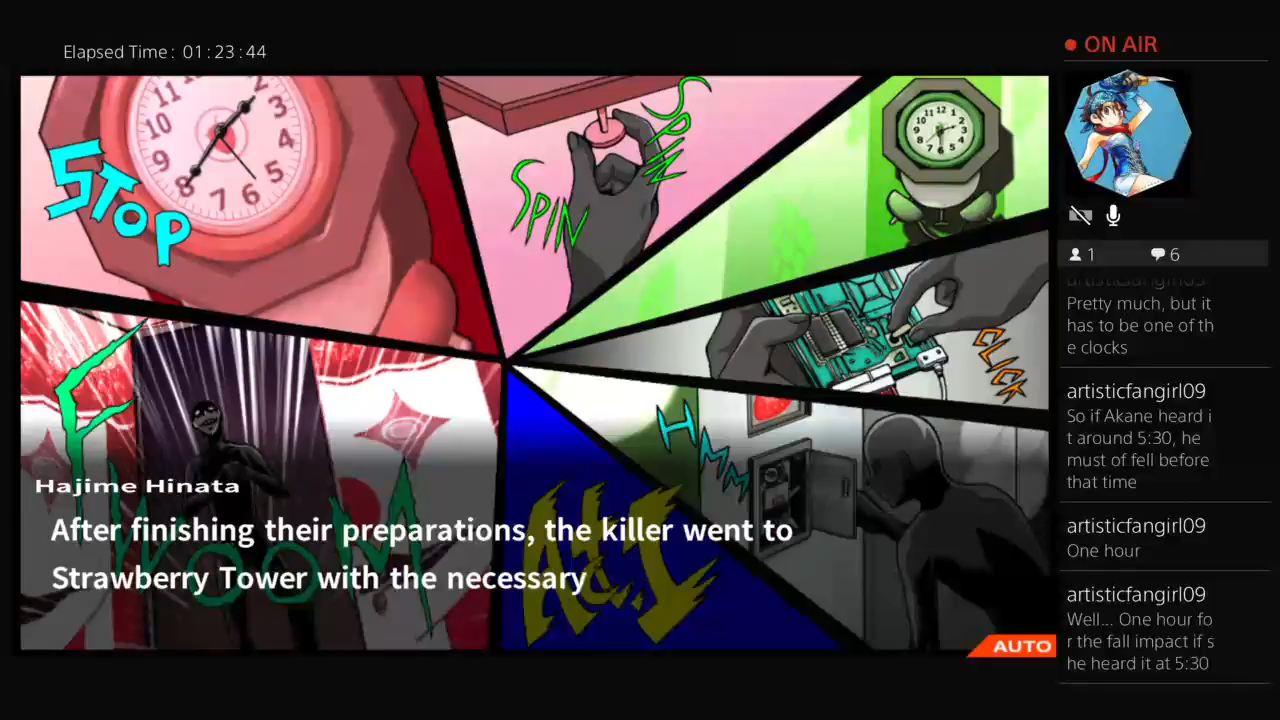 Elapsed Time: 01:23:44
ON AIR
STOP
SPIN
SPIN
CLICK
HMM
A&I
1
6
artisticfangirl09
Pretty much, but it
has to be one of th
e clocks
artisticfangirl09
So if Akane heard i
t around 5:30, he
must of fell before
that time
artisticfangirl09
One hour
artisticfangirl09
Well... One hour fo
r the fall impact if s
he heard it at 5:30
Hajime Hinata
After finishing their preparations, the killer went to
Strawberry Tower with the necessary
AUTO